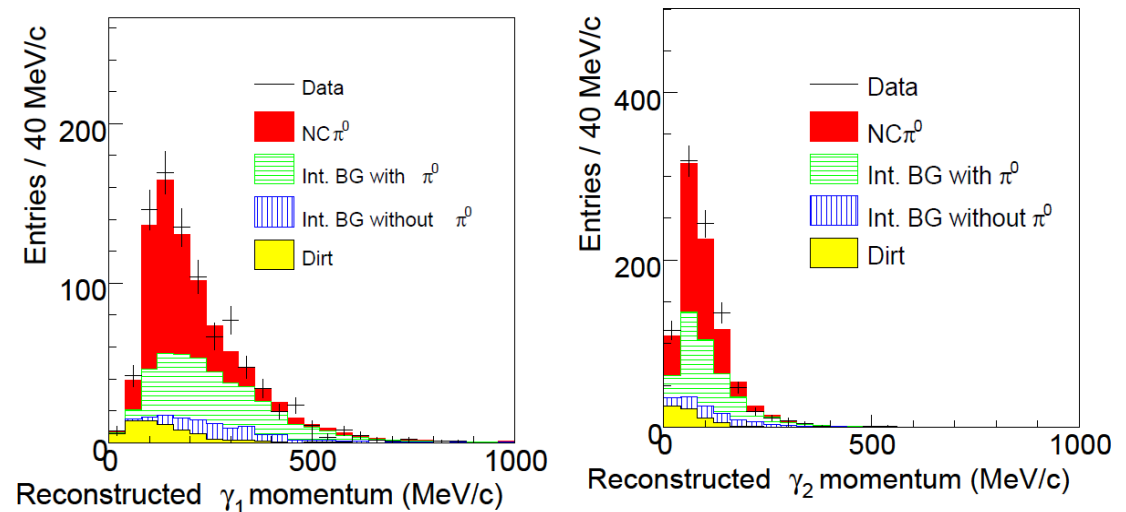 Entries / 40 MeV/c
200
100
0
Data
NCπ⁰
Int. BG with π⁰
Int. BG without π⁰
Dirt
0 500 1000
Reconstructed γ₁ momentum (MeV/c)
Entries / 40 MeV/c
400
200
0
Data
NCπ⁰
Int. BG with π⁰
Int. BG without π⁰
Dirt
0 500 1000
Reconstructed γ₂ momentum (MeV/c)